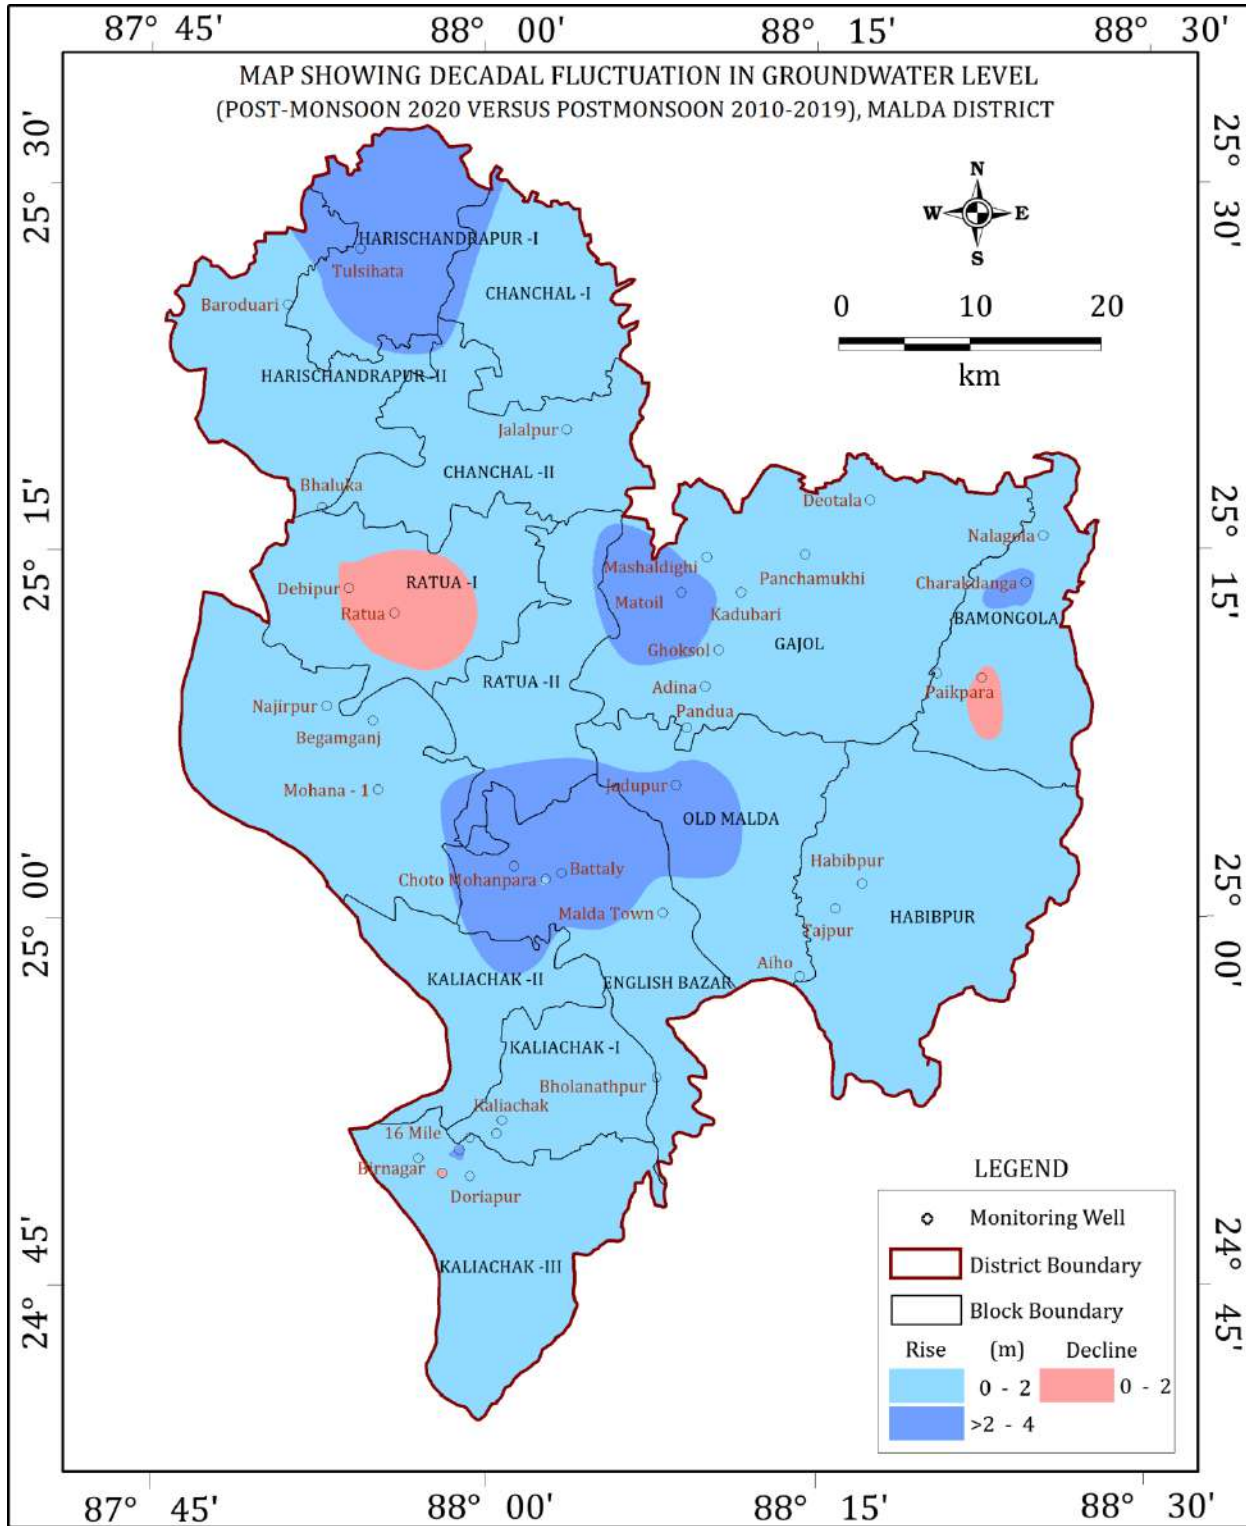 87° 45' 88° 00' 88° 15' 88° 30'
MAP SHOWING DECADAL FLUCTUATION IN GROUNDWATER LEVEL
(POST-MONSOON 2020 VERSUS POSTMONSOON 2010-2019), MALDA DISTRICT
25° 30'
25° 30'
N
W E
S
HARISCHANDRAPUR -I
Tulsihata
CHANCHAL -I
Baroduari
0 10 20
km
HARISCHANDRAPUR -II
Jalalpur
CHANCHAL -II
Bhaluka
25° 15'
25° 15'
Deotala
Nalagola
Mashaldighi
Panchamukhi
Charakdanga
Debipur
RATUA -I
Ratua
Matoil
Kadubari
BAMONGOLA
Ghoksol
GAJOL
RATUA -II
Adina
Paikpara
Najirpur
Pandua
Begamganj
Mohana - 1
Jadupur
OLD MALDA
Habibpur
Battaly
Choto Mohanpara
25° 00'
25° 00'
Malda Town
HABIBPUR
Tajpur
Aiho
KALIACHAK -II
ENGLISH BAZAR
KALIACHAK -I
Bholanathpur
Kaliachak
16 Mile
Birnagar
Doriapur
24° 45'
24° 45'
KALIACHAK -III
LEGEND
Monitoring Well
District Boundary
Block Boundary
Rise (m) Decline
0 - 2 0 - 2
>2 - 4
87° 45' 88° 00' 88° 15' 88° 30'